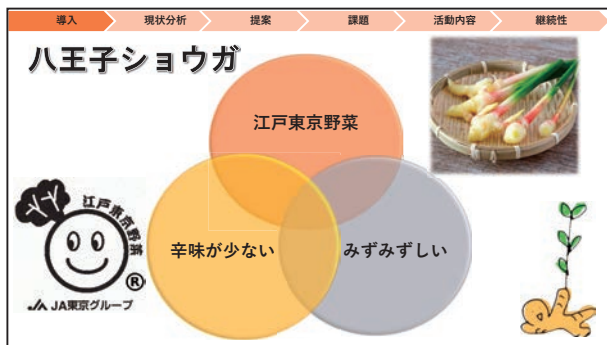 導入
現状分析
提案
課題
活動内容
継続性
八王子ショウガ
江戸東京野菜
辛味が少ない
みずみずしい
江戸東京野菜
®
JA JA東京グループ